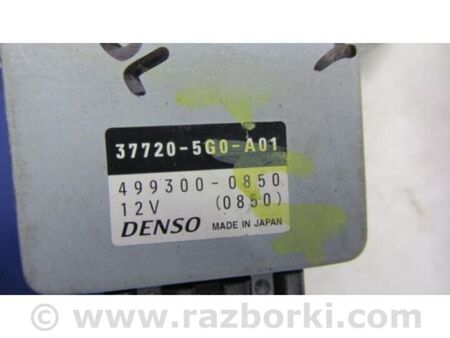 37720-5G0-A01
499300-0850
12V (0850)
DENSO MADE IN JAPAN
© www.razborki.com